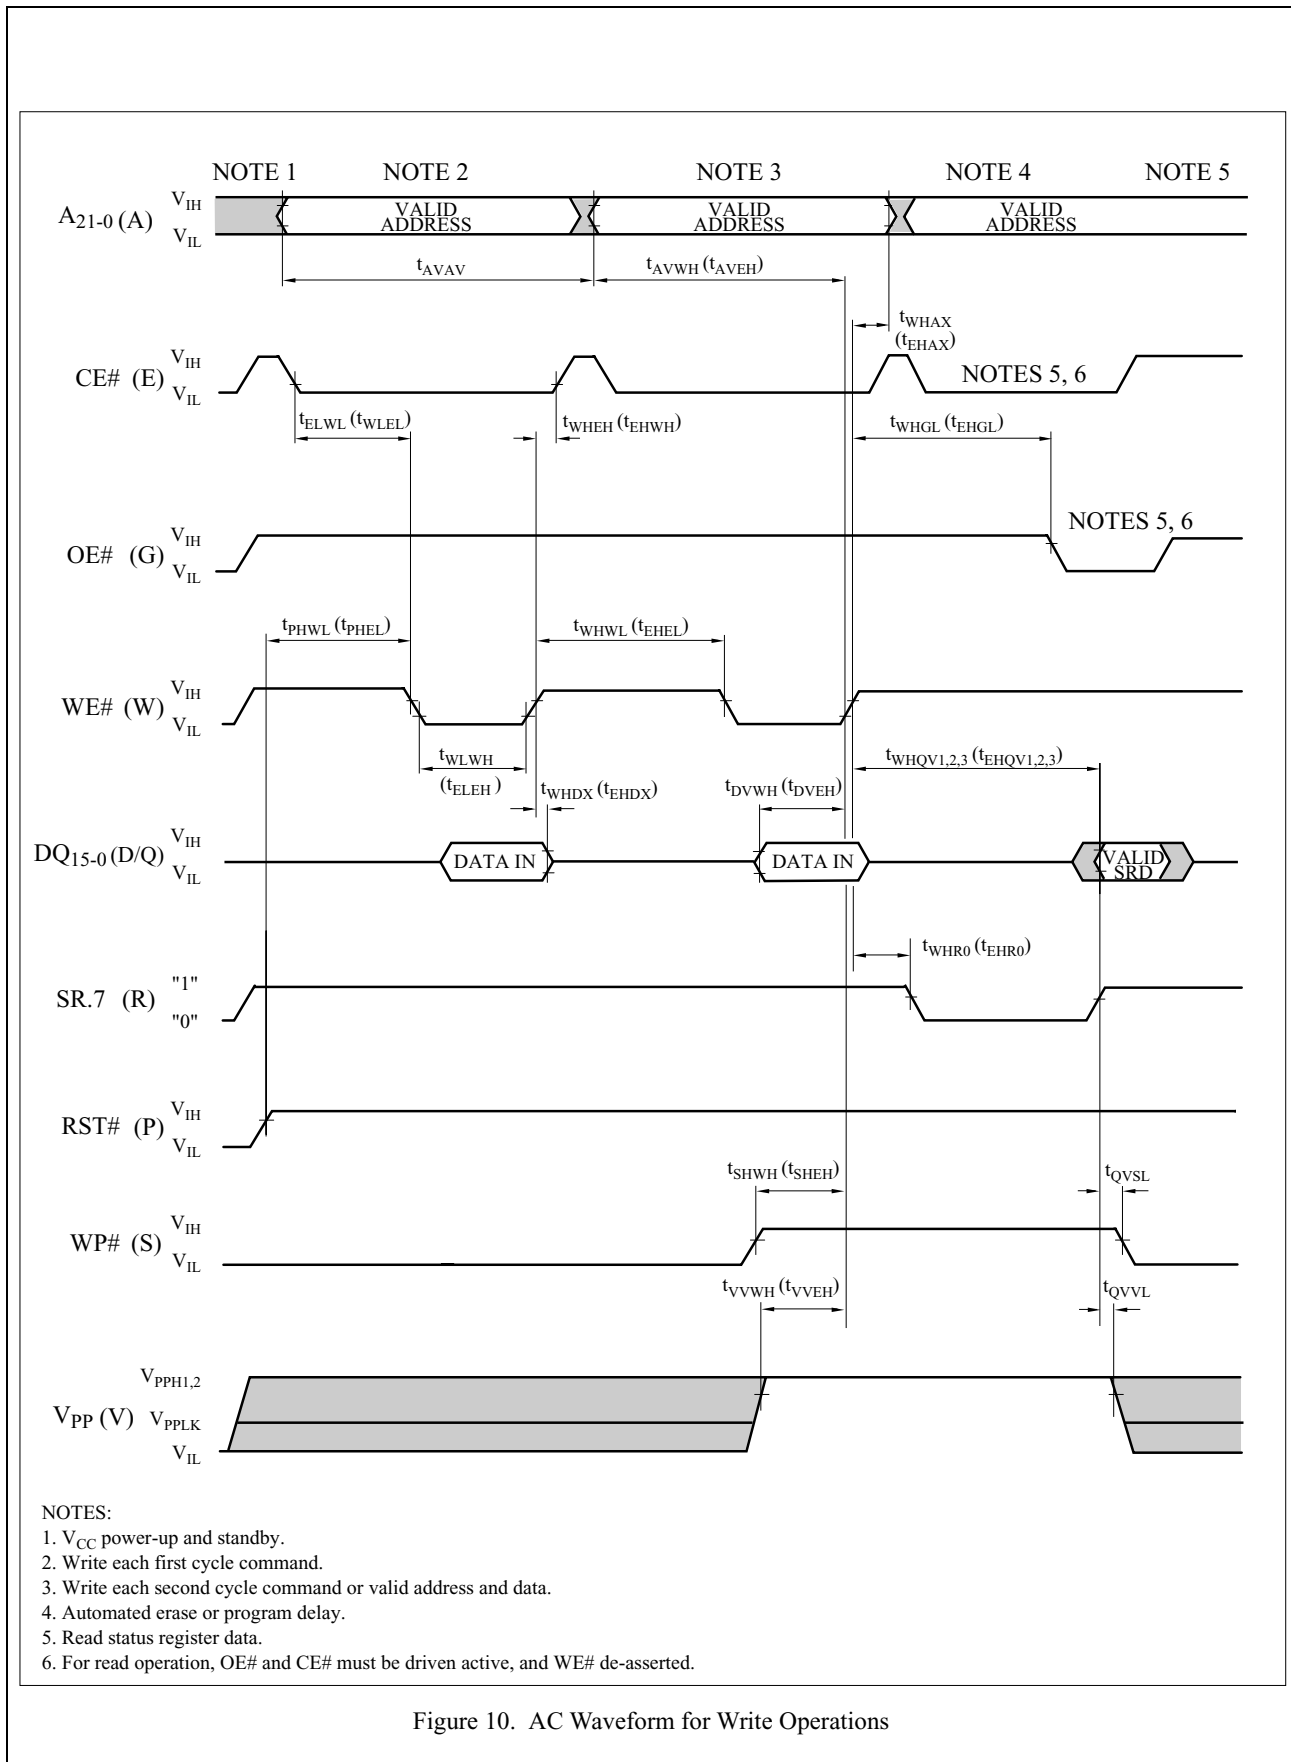 NOTE 1 NOTE 2 NOTE 3 NOTE 4 NOTE 5
A21-0 (A) VIH VIL
VALID ADDRESS VALID ADDRESS VALID ADDRESS
tAVAV tAVWH (tAVEH)
tWHAX
(tEHAX)
CE# (E) VIH VIL NOTES 5, 6
tELWL (tWLEL) tWHEH (tEHWH) tWHGL (tEHGL)
OE# (G) VIH VIL NOTES 5, 6
tPHWL (tPHEL) tWHWL (tEHEL)
WE# (W) VIH VIL
tWLWH
(tELEH)
tWHDX (tEHDX) tDVWH (tDVEH) tWHQV1,2,3 (tEHQV1,2,3)
DQ15-0 (D/Q) VIH VIL DATA IN DATA IN VALID SRD
tWHR0 (tEHR0)
SR.7 (R) "1" "0"
RST# (P) VIH VIL
tSHWH (tSHEH) tQVSL
WP# (S) VIH VIL
tVVWH (tVVEH) tQVVL
VPP (V) VPPH1,2 VPPLK VIL
NOTES:
1. VCC power-up and standby.
2. Write each first cycle command.
3. Write each second cycle command or valid address and data.
4. Automated erase or program delay.
5. Read status register data.
6. For read operation, OE# and CE# must be driven active, and WE# de-asserted.
Figure 10. AC Waveform for Write Operations